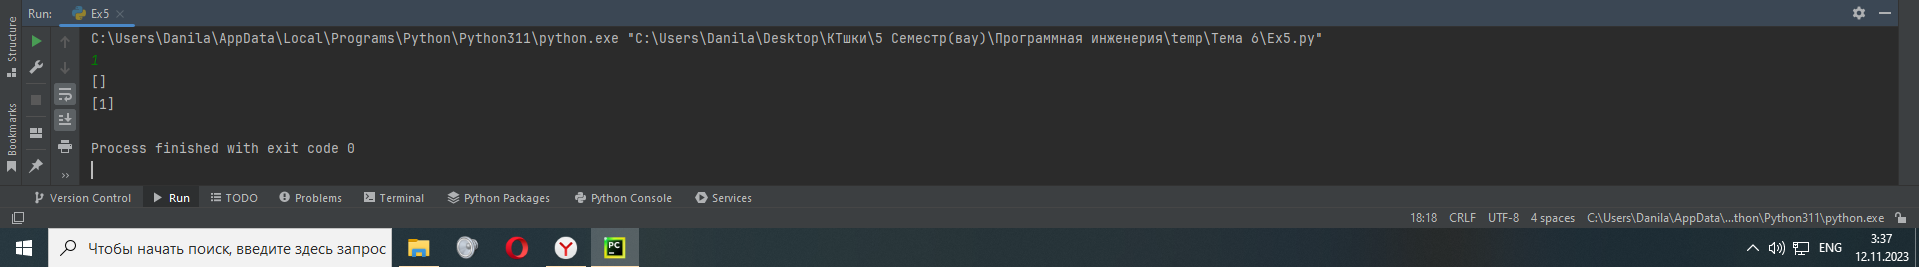 Run: Ex5
Structure
Bookmarks
C:\Users\Danila\AppData\Local\Programs\Python\Python311\python.exe "C:\Users\Danila\Desktop\КТшки\5 Семестр(вау)\Программная инженерия\temp\Тема 6\Ex5.py"
1
[]
[1]
Process finished with exit code 0
Version Control Run TODO Problems Terminal Python Packages Python Console Services
18:18 CRLF UTF-8 4 spaces C:\Users\Danila\AppData\...thon\Python311\python.exe
Чтобы начать поиск, введите здесь запрос
PC
ENG
3:37
12.11.2023